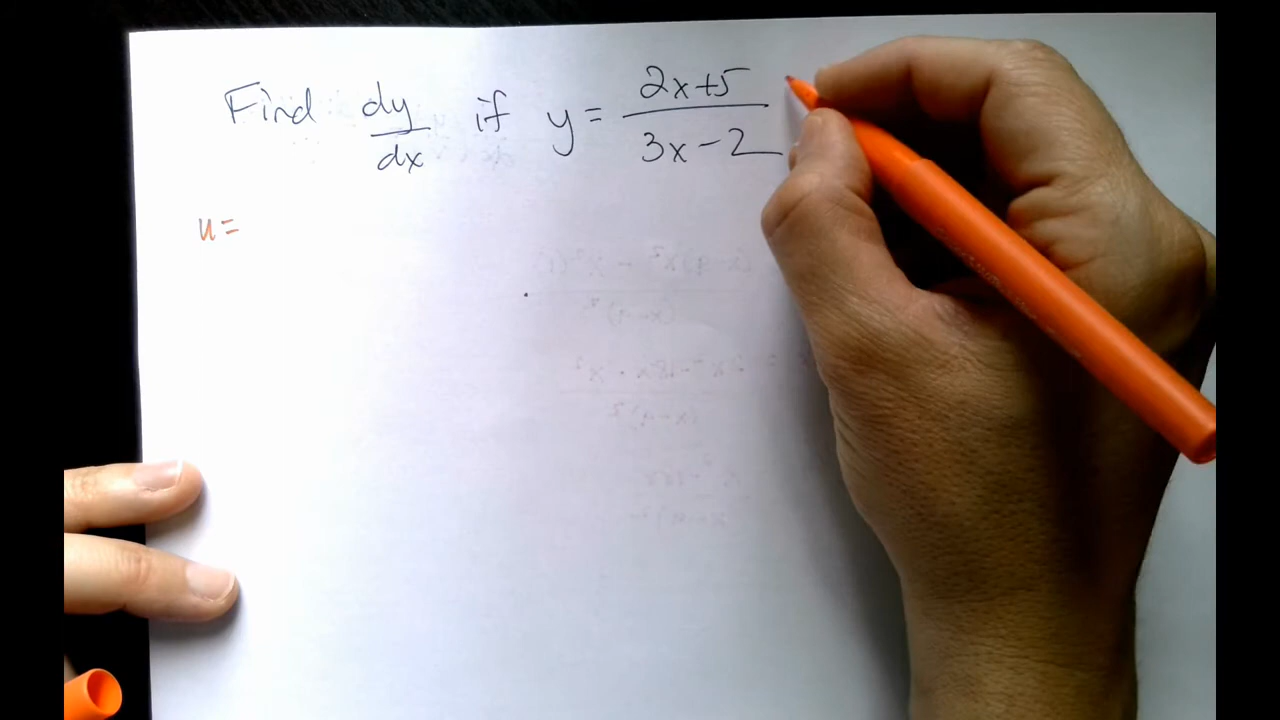 Find dy/dx if y = (2x+5)/(3x-2)
u=